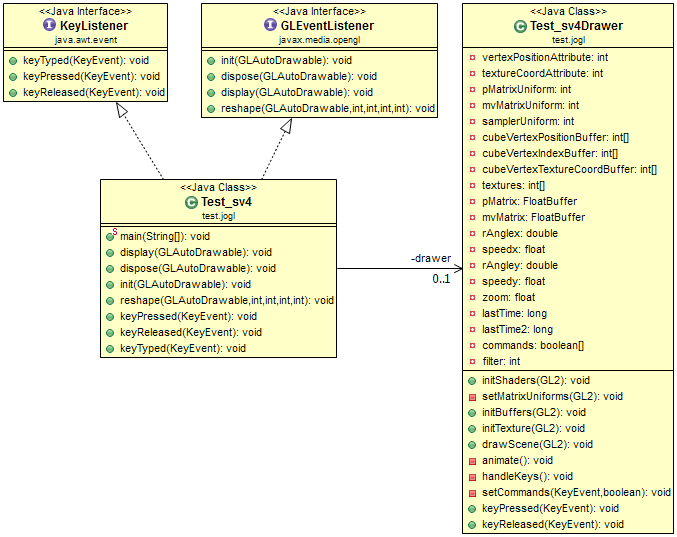 <<Java Interface>>
KeyListener
java.awt.event
keyTyped(KeyEvent): void
keyPressed(KeyEvent): void
keyReleased(KeyEvent): void
<<Java Interface>>
GLEventListener
javax.media.opengl
init(GLAutoDrawable): void
dispose(GLAutoDrawable): void
display(GLAutoDrawable): void
reshape(GLAutoDrawable,int,int,int,int): void
<<Java Class>>
Test_sv4
test.jogl
main(String[]): void
display(GLAutoDrawable): void
dispose(GLAutoDrawable): void
init(GLAutoDrawable): void
reshape(GLAutoDrawable,int,int,int,int): void
keyPressed(KeyEvent): void
keyReleased(KeyEvent): void
keyTyped(KeyEvent): void
-drawer
0..1
<<Java Class>>
Test_sv4Drawer
test.jogl
vertexPositionAttribute: int
textureCoordAttribute: int
pMatrixUniform: int
mvMatrixUniform: int
samplerUniform: int
cubeVertexPositionBuffer: int[]
cubeVertexIndexBuffer: int[]
cubeVertexTextureCoordBuffer: int[]
textures: int[]
pMatrix: FloatBuffer
mvMatrix: FloatBuffer
rAnglex: double
speedx: float
rAngley: double
speedy: float
zoom: float
lastTime: long
lastTime2: long
commands: boolean[]
filter: int
initShaders(GL2): void
setMatrixUniforms(GL2): void
initBuffers(GL2): void
initTexture(GL2): void
drawScene(GL2): void
animate(): void
handleKeys(): void
setCommands(KeyEvent,boolean): void
keyPressed(KeyEvent): void
keyReleased(KeyEvent): void